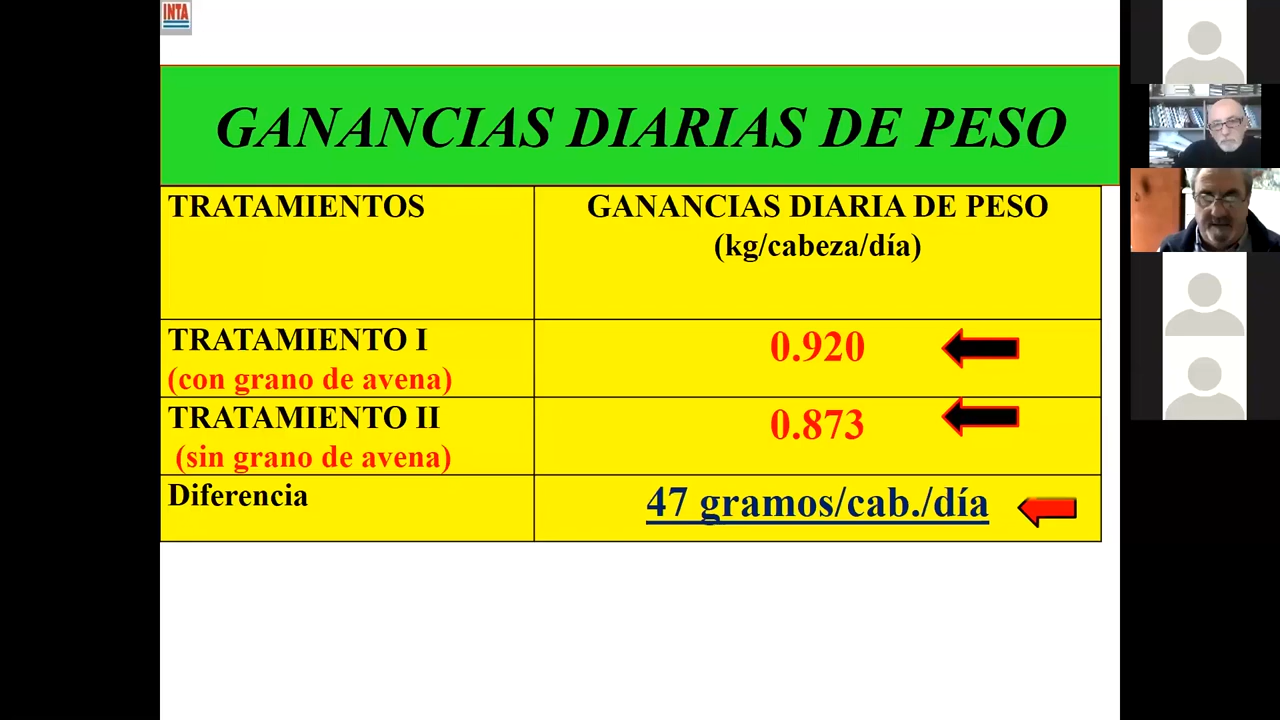 INTA
GANANCIAS DIARIAS DE PESO
TRATAMIENTOS
GANANCIAS DIARIA DE PESO
(kg/cabeza/día)
TRATAMIENTO I
(con grano de avena)
0.920
TRATAMIENTO II
(sin grano de avena)
0.873
Diferencia
47 gramos/cab./día